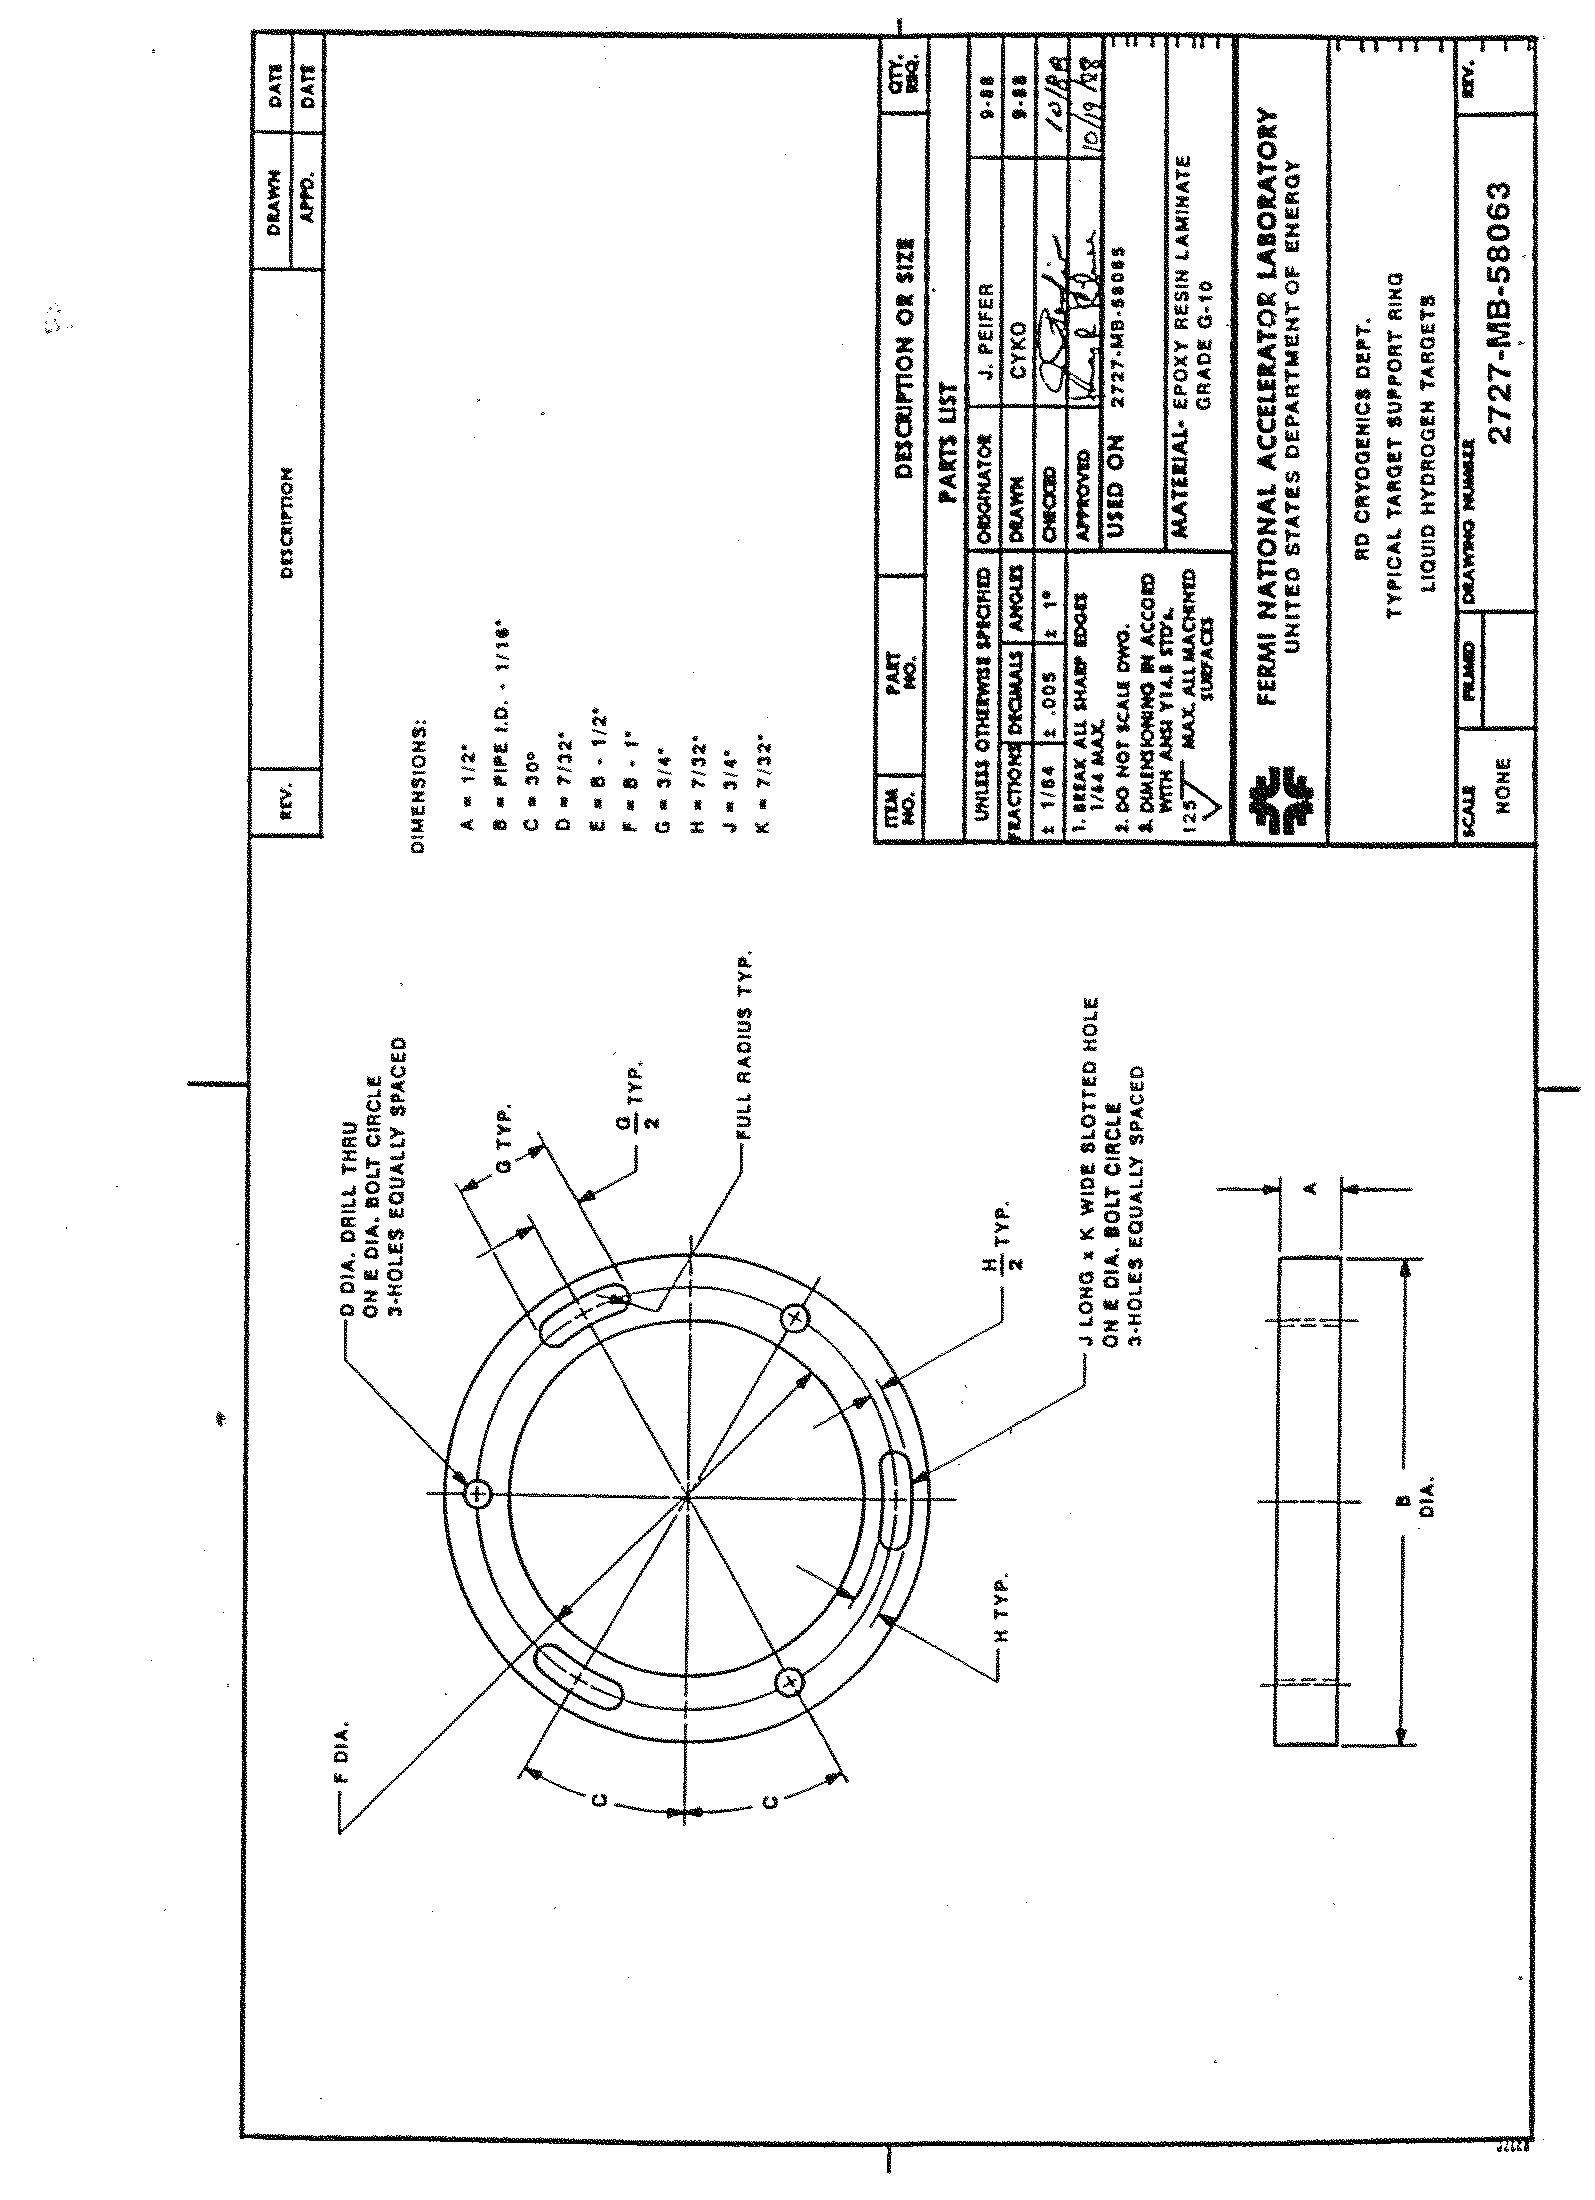 REV.
DESCRIPTION
DRAWN
DATE
APPD.
DATE
DIMENSIONS:
A = 1/2"
B = PIPE I.D. - 1/16"
C = 30°
D = 7/32"
E = B - 1/2"
F = B - 1"
G = 3/4"
H = 7/32"
J = 3/4"
K = 7/32"
D DIA. DRILL THRU
ON E DIA. BOLT CIRCLE
3-HOLES EQUALLY SPACED
G TYP.
G
2
TYP.
FULL RADIUS TYP.
F DIA.
C
C
H
2
TYP.
H TYP.
J LONG x K WIDE SLOTTED HOLE
ON E DIA. BOLT CIRCLE
3-HOLES EQUALLY SPACED
A
B
DIA.
ITEM
NO.
PART
NO.
DESCRIPTION OR SIZE
QTY.
REQ.
PARTS LIST
UNLESS OTHERWISE SPECIFIED
FRACTIONS
DECIMALS
ANGLES
± 1/64
± .005
± 1°
1. BREAK ALL SHARP EDGES
1/64 MAX.
2. DO NOT SCALE DWG.
3. DIMENSIONING IN ACCORD
WITH ANSI Y14.5 STD's.
125 MAX. ALL MACHINED
SURFACES
ORIGINATOR
J. PEIFER
9-88
DRAWN
CYKO
9-88
CHECKED
APPROVED
10/19/88
USED ON 2727-MB-58065
MATERIAL- EPOXY RESIN LAMINATE
GRADE G-10
FERMI NATIONAL ACCELERATOR LABORATORY
UNITED STATES DEPARTMENT OF ENERGY
RD CRYOGENICS DEPT.
TYPICAL TARGET SUPPORT RING
LIQUID HYDROGEN TARGETS
SCALE
NONE
FILMED
DRAWING NUMBER
2727-MB-58063
REV.